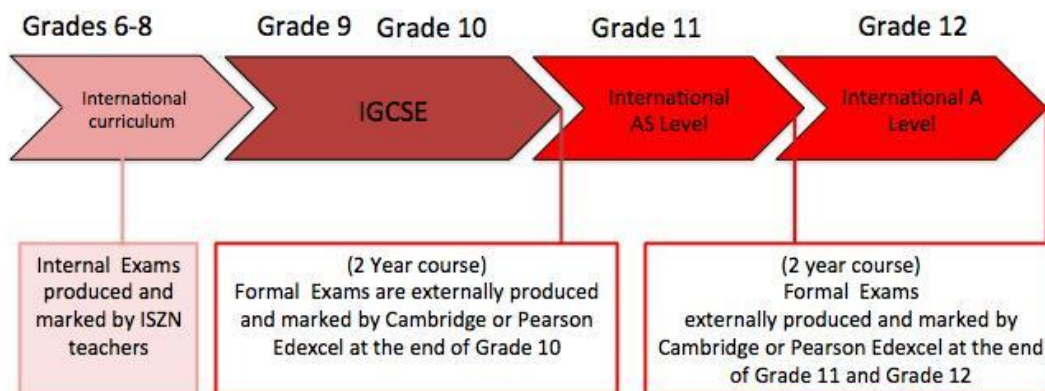 Grades 6-8
Grade 9
Grade 10
Grade 11
Grade 12
International
curriculum
IGCSE
International
AS Level
International A
Level
Internal Exams
produced and
marked by ISZN
teachers
(2 Year course)
Formal Exams are externally produced
and marked by Cambridge or Pearson
Edexcel at the end of Grade 10
(2 year course)
Formal Exams
externally produced and marked by
Cambridge or Pearson Edexcel at the end
of Grade 11 and Grade 12